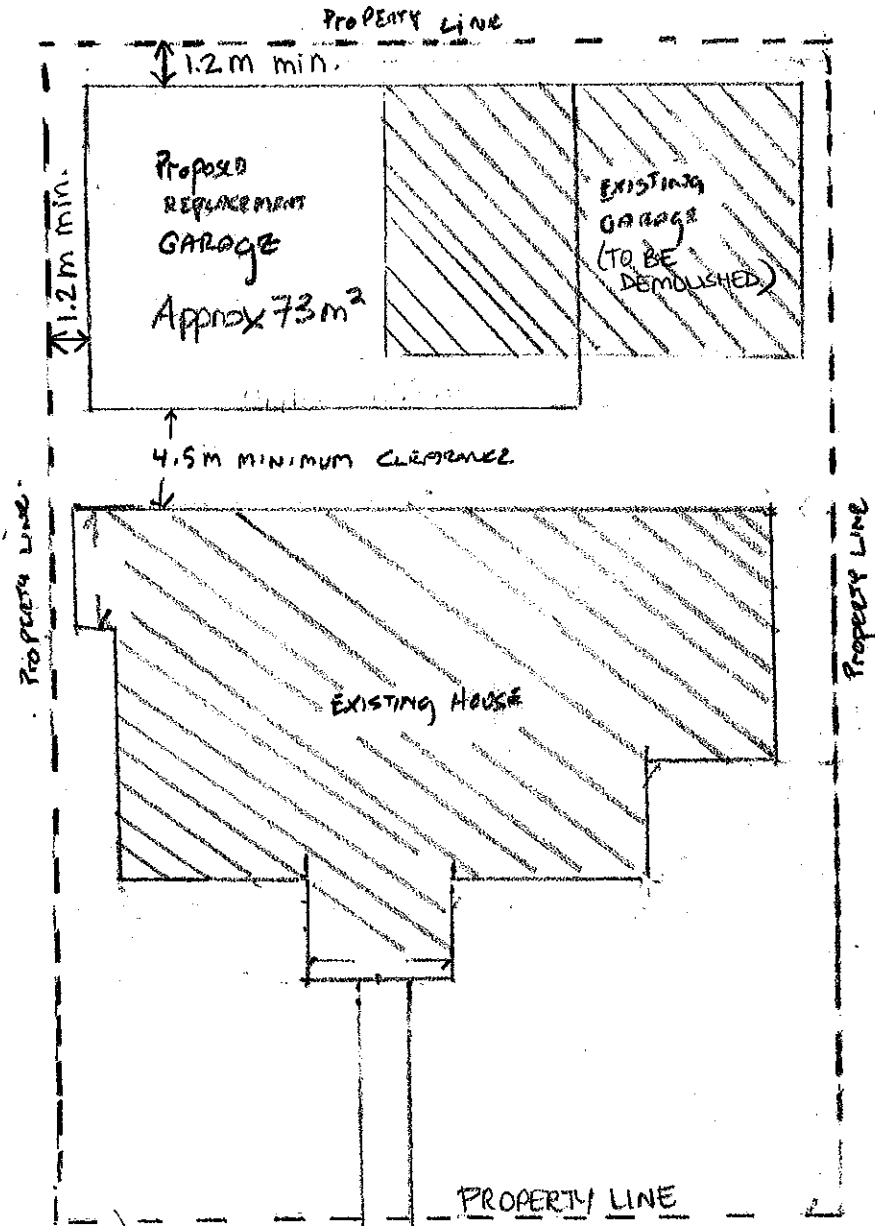 PROPERTY LINE
1.2m min.
1.2m min.
PROPOSED
REPLACEMENT
GARAGE
Approx 73m²
EXISTING
GARAGE
(TO BE
DEMOLISHED)
4.5m MINIMUM CLEARANCE
PROPERTY LINE.
PROPERTY LINE
EXISTING HOUSE
PROPERTY LINE